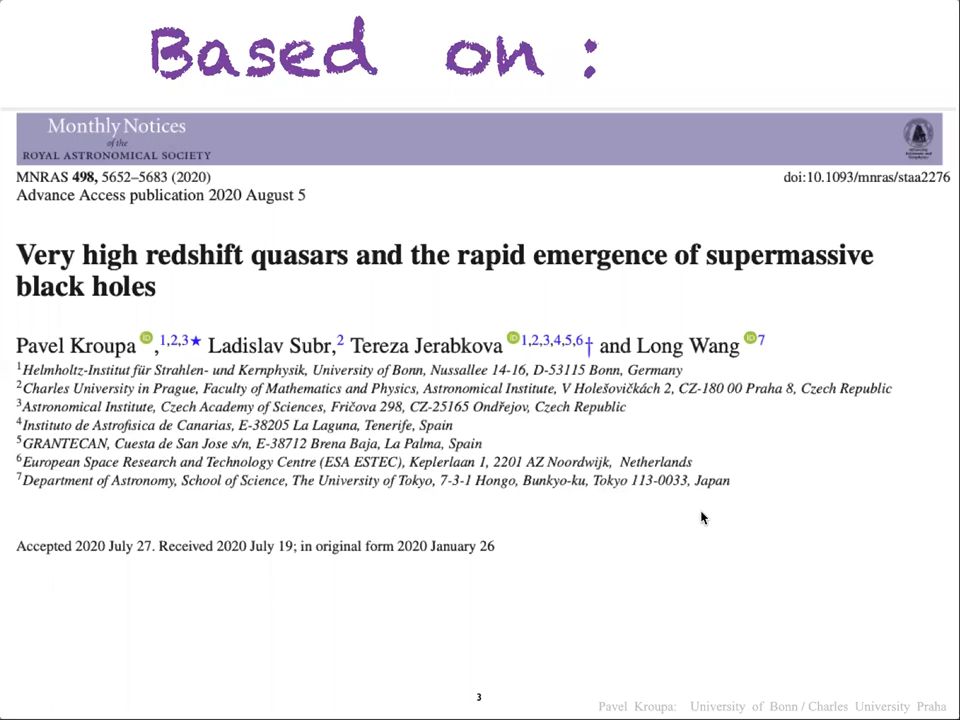 Based on :
Monthly Notices
of the
ROYAL ASTRONOMICAL SOCIETY
MNRAS 498, 5652–5683 (2020)
doi:10.1093/mnras/staa2276
Advance Access publication 2020 August 5
Very high redshift quasars and the rapid emergence of supermassive
black holes
Pavel Kroupa iD,1,2,3★ Ladislav Subr,2 Tereza Jerabkova iD1,2,3,4,5,6† and Long Wang iD7
1Helmholtz-Institut für Strahlen- und Kernphysik, University of Bonn, Nussallee 14-16, D-53115 Bonn, Germany
2Charles University in Prague, Faculty of Mathematics and Physics, Astronomical Institute, V Holešovičkách 2, CZ-180 00 Praha 8, Czech Republic
3Astronomical Institute, Czech Academy of Sciences, Fričova 298, CZ-25165 Ondřejov, Czech Republic
4Instituto de Astrofisica de Canarias, E-38205 La Laguna, Tenerife, Spain
5GRANTECAN, Cuesta de San Jose s/n, E-38712 Brena Baja, La Palma, Spain
6European Space Research and Technology Centre (ESA ESTEC), Keplerlaan 1, 2201 AZ Noordwijk, Netherlands
7Department of Astronomy, School of Science, The University of Tokyo, 7-3-1 Hongo, Bunkyo-ku, Tokyo 113-0033, Japan
Accepted 2020 July 27. Received 2020 July 19; in original form 2020 January 26
3
Pavel Kroupa: University of Bonn / Charles University Praha